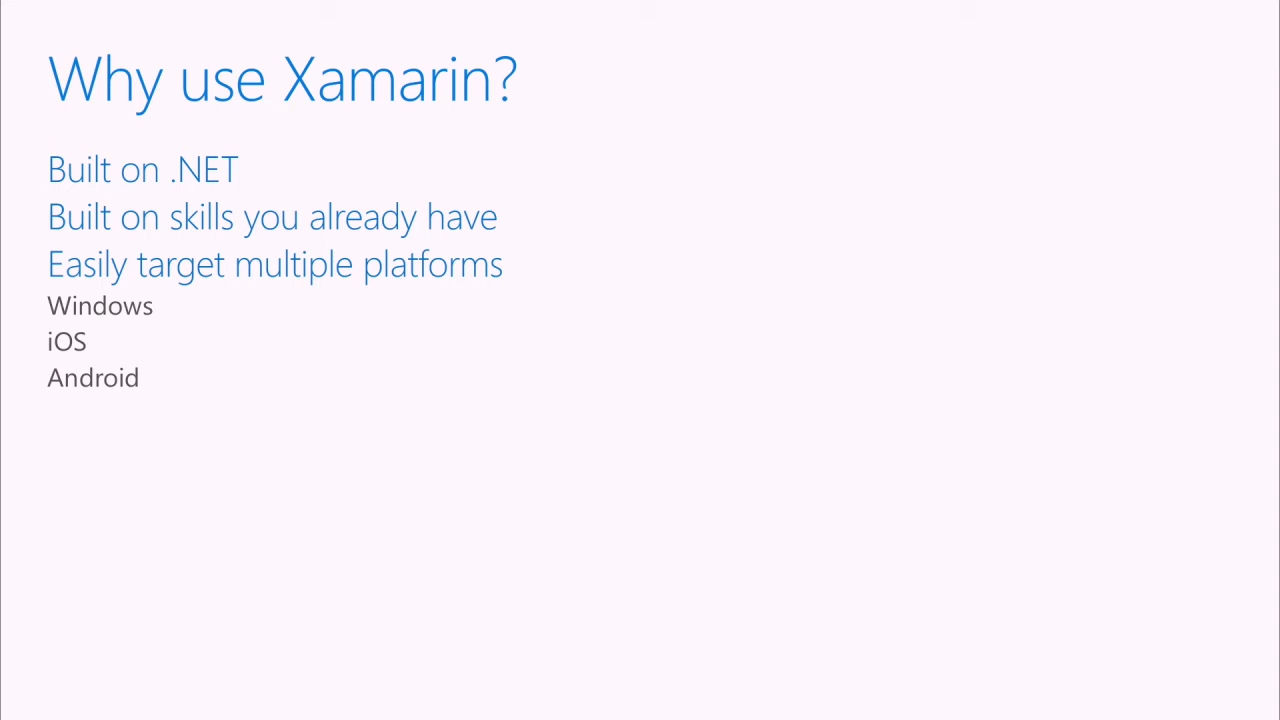 Why use Xamarin?
Built on .NET
Built on skills you already have
Easily target multiple platforms
Windows
iOS
Android